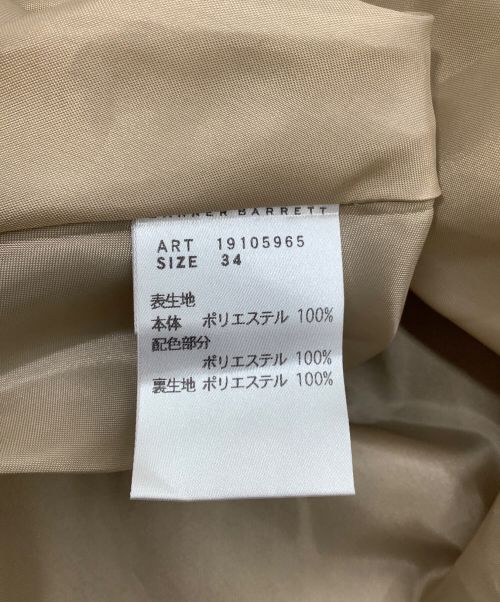 BARRETT
ART 19105965
SIZE 34
表生地
本体 ポリエステル 100%
配色部分
ポリエステル 100%
裏生地 ポリエステル 100%